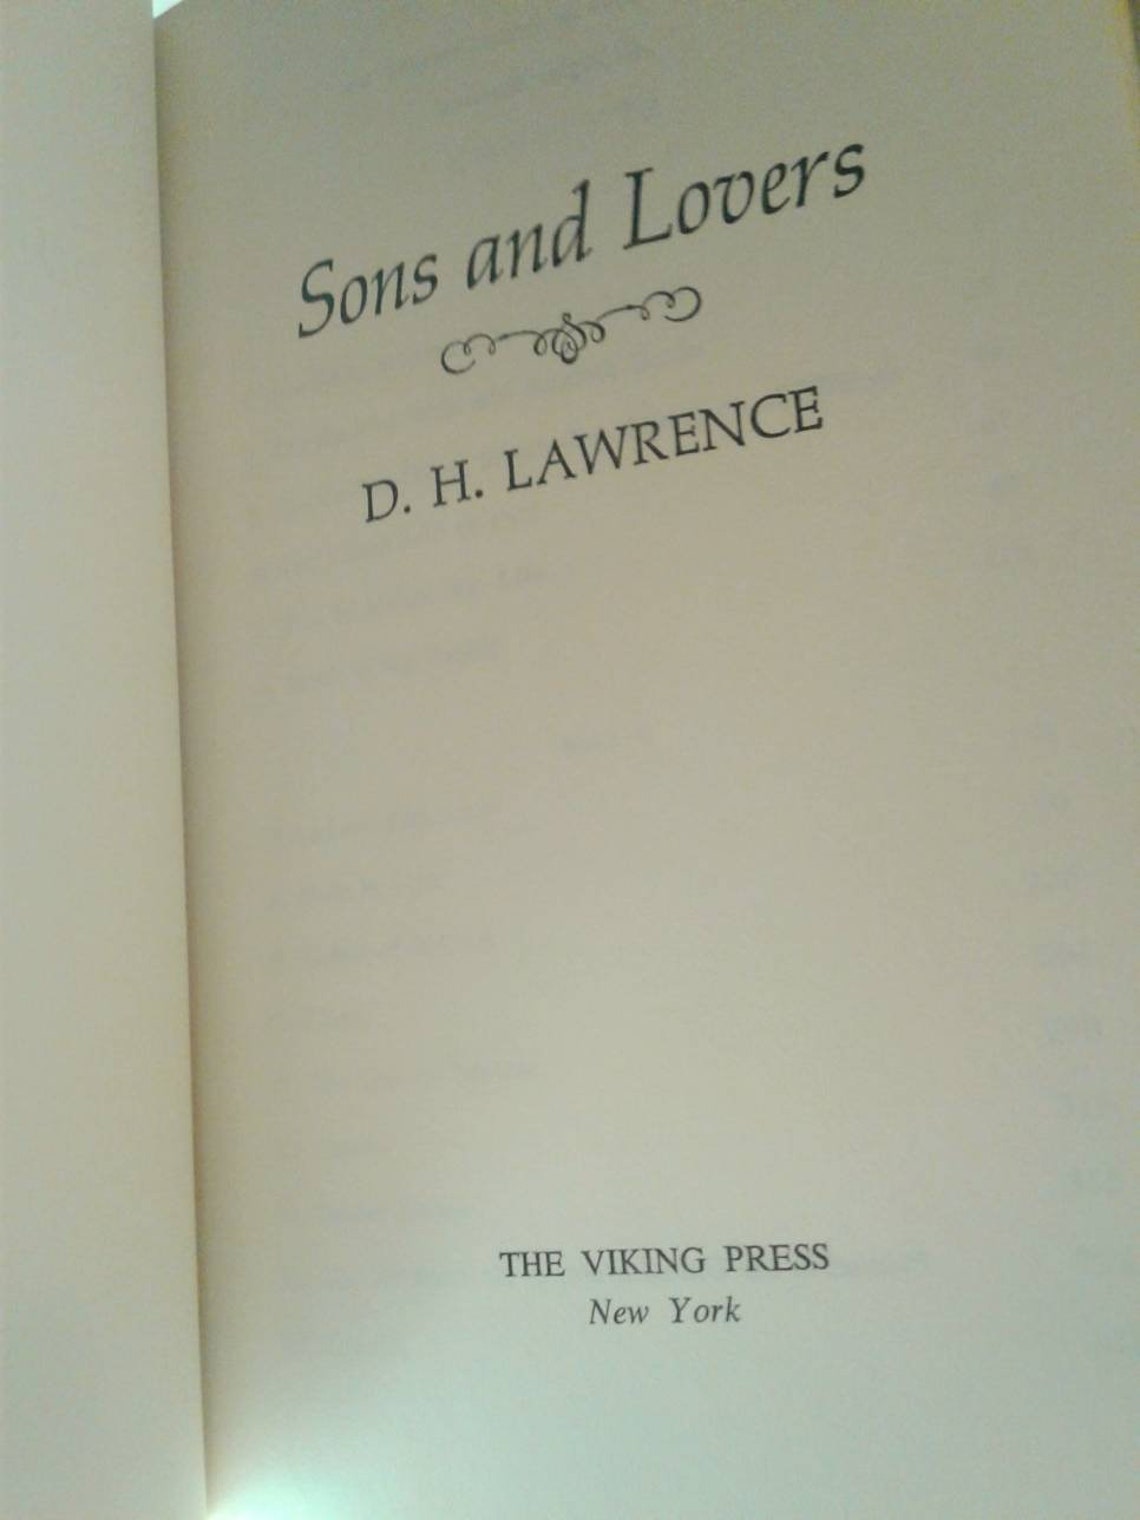 Sons and Lovers
D. H. LAWRENCE
THE VIKING PRESS
New York